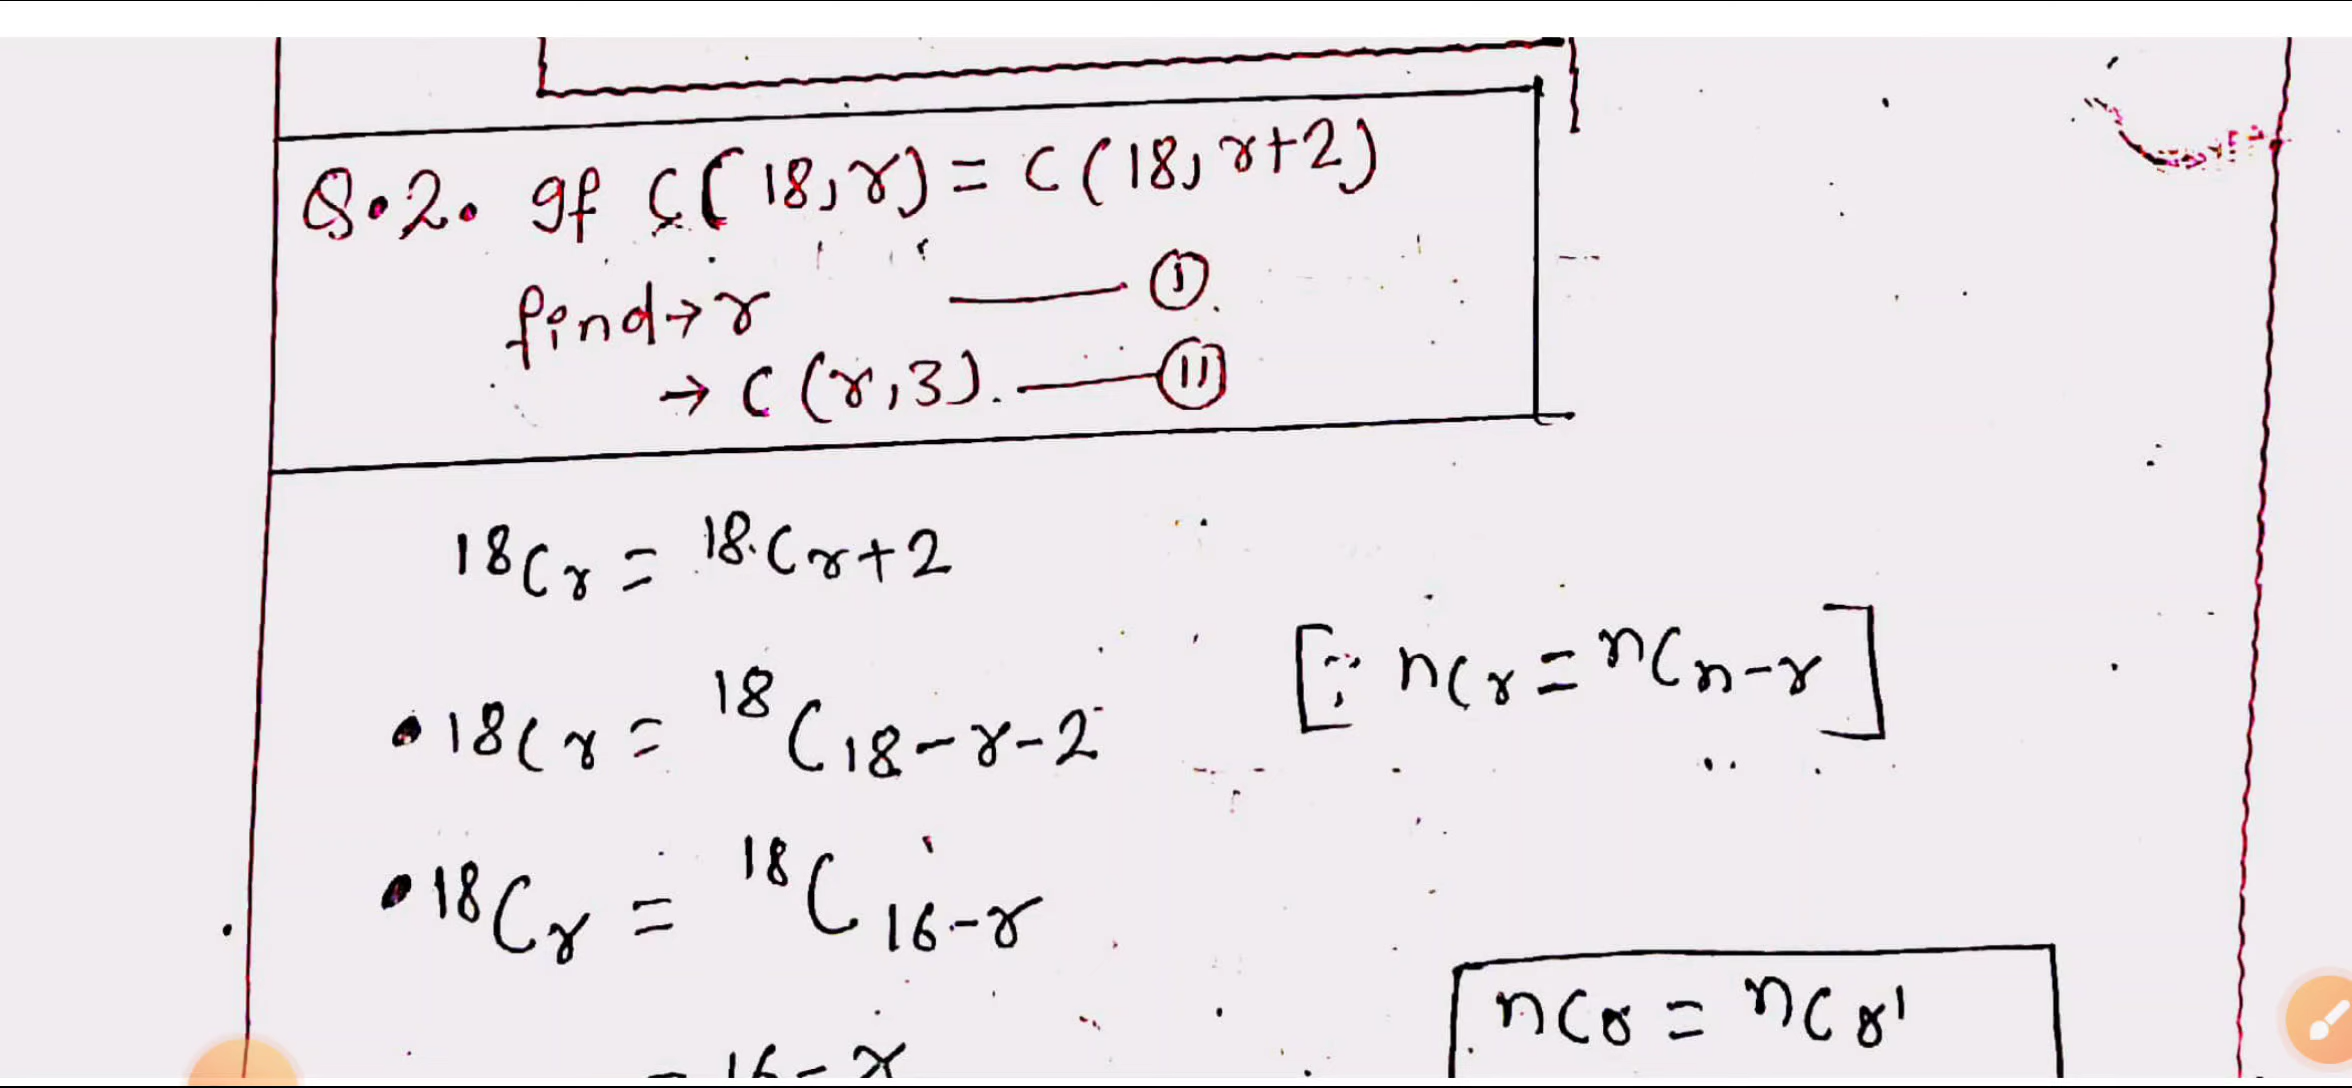 Q.2. If C(18, r) = C(18, r+2)
find → r —— (I).
→ C(r, 3). —— (II)
18Cr = 18Cr+2
• 18Cr = 18C18-r-2 [∵ nCr = nCn-r]
• 18Cr = 18C16-r
nCr = nCr'
= 16 - r